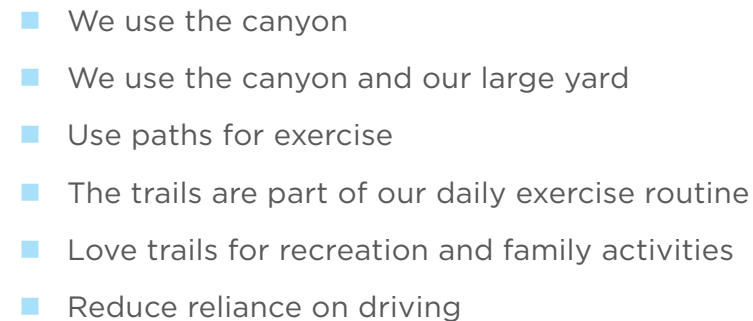 We use the canyon
We use the canyon and our large yard
Use paths for exercise
The trails are part of our daily exercise routine
Love trails for recreation and family activities
Reduce reliance on driving